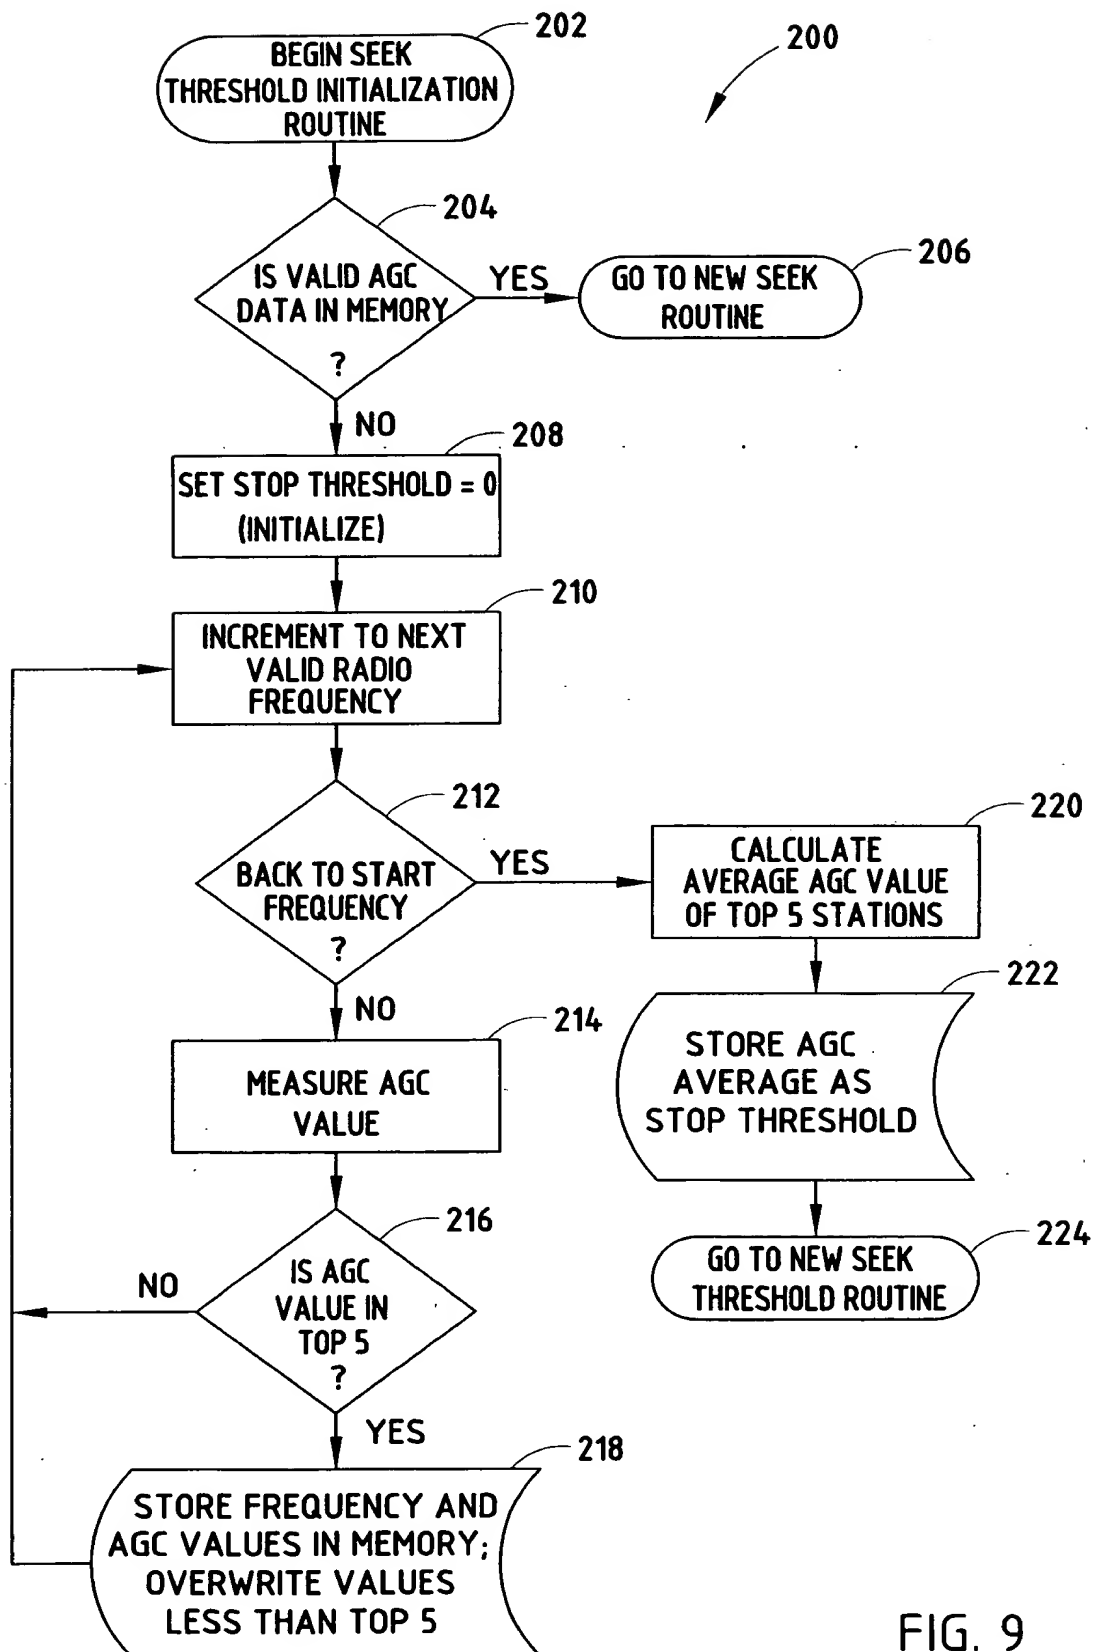 202
200
BEGIN SEEK
THRESHOLD INITIALIZATION
ROUTINE
204
IS VALID AGC
DATA IN MEMORY
?
YES
206
GO TO NEW SEEK
ROUTINE
NO
208
SET STOP THRESHOLD = 0
(INITIALIZE)
210
INCREMENT TO NEXT
VALID RADIO
FREQUENCY
212
BACK TO START
FREQUENCY
?
YES
220
CALCULATE
AVERAGE AGC VALUE
OF TOP 5 STATIONS
NO
222
STORE AGC
AVERAGE AS
STOP THRESHOLD
214
MEASURE AGC
VALUE
216
IS AGC
VALUE IN
TOP 5
?
NO
224
GO TO NEW SEEK
THRESHOLD ROUTINE
YES
218
STORE FREQUENCY AND
AGC VALUES IN MEMORY;
OVERWRITE VALUES
LESS THAN TOP 5
FIG. 9